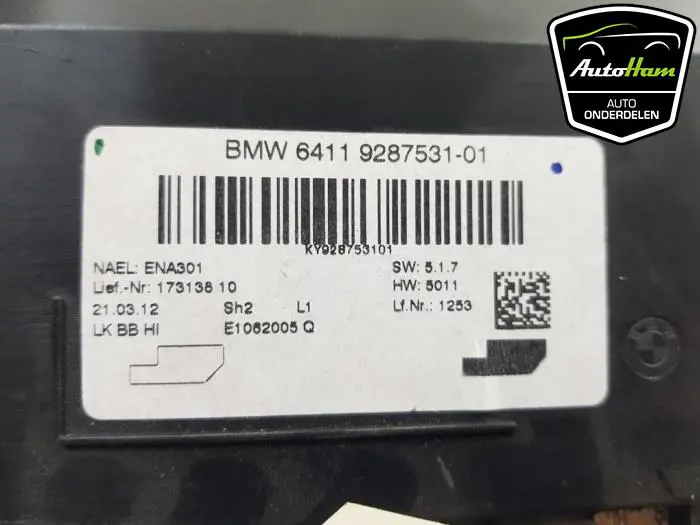 AutoHam
AUTO
ONDERDELEN
BMW 6411 9287531-01
KY928753101
NAEL: ENA301
Lief.-Nr: 173138 10
21.03.12 Sh2 L1
LK BB HI E1062005 Q
SW: 5.1.7
HW: 5011
Lf.Nr.: 1253